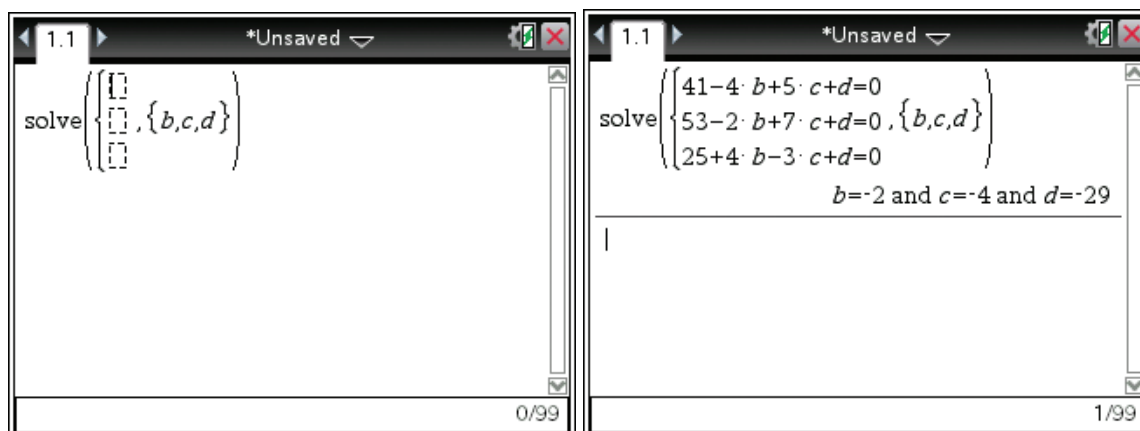 1.1
*Unsaved
solve({ ,{b,c,d})
0/99
1.1
*Unsaved
solve({41-4· b+5· c+d=0
53-2· b+7· c+d=0 ,{b,c,d})
25+4· b-3· c+d=0
b=-2 and c=-4 and d=-29
1/99